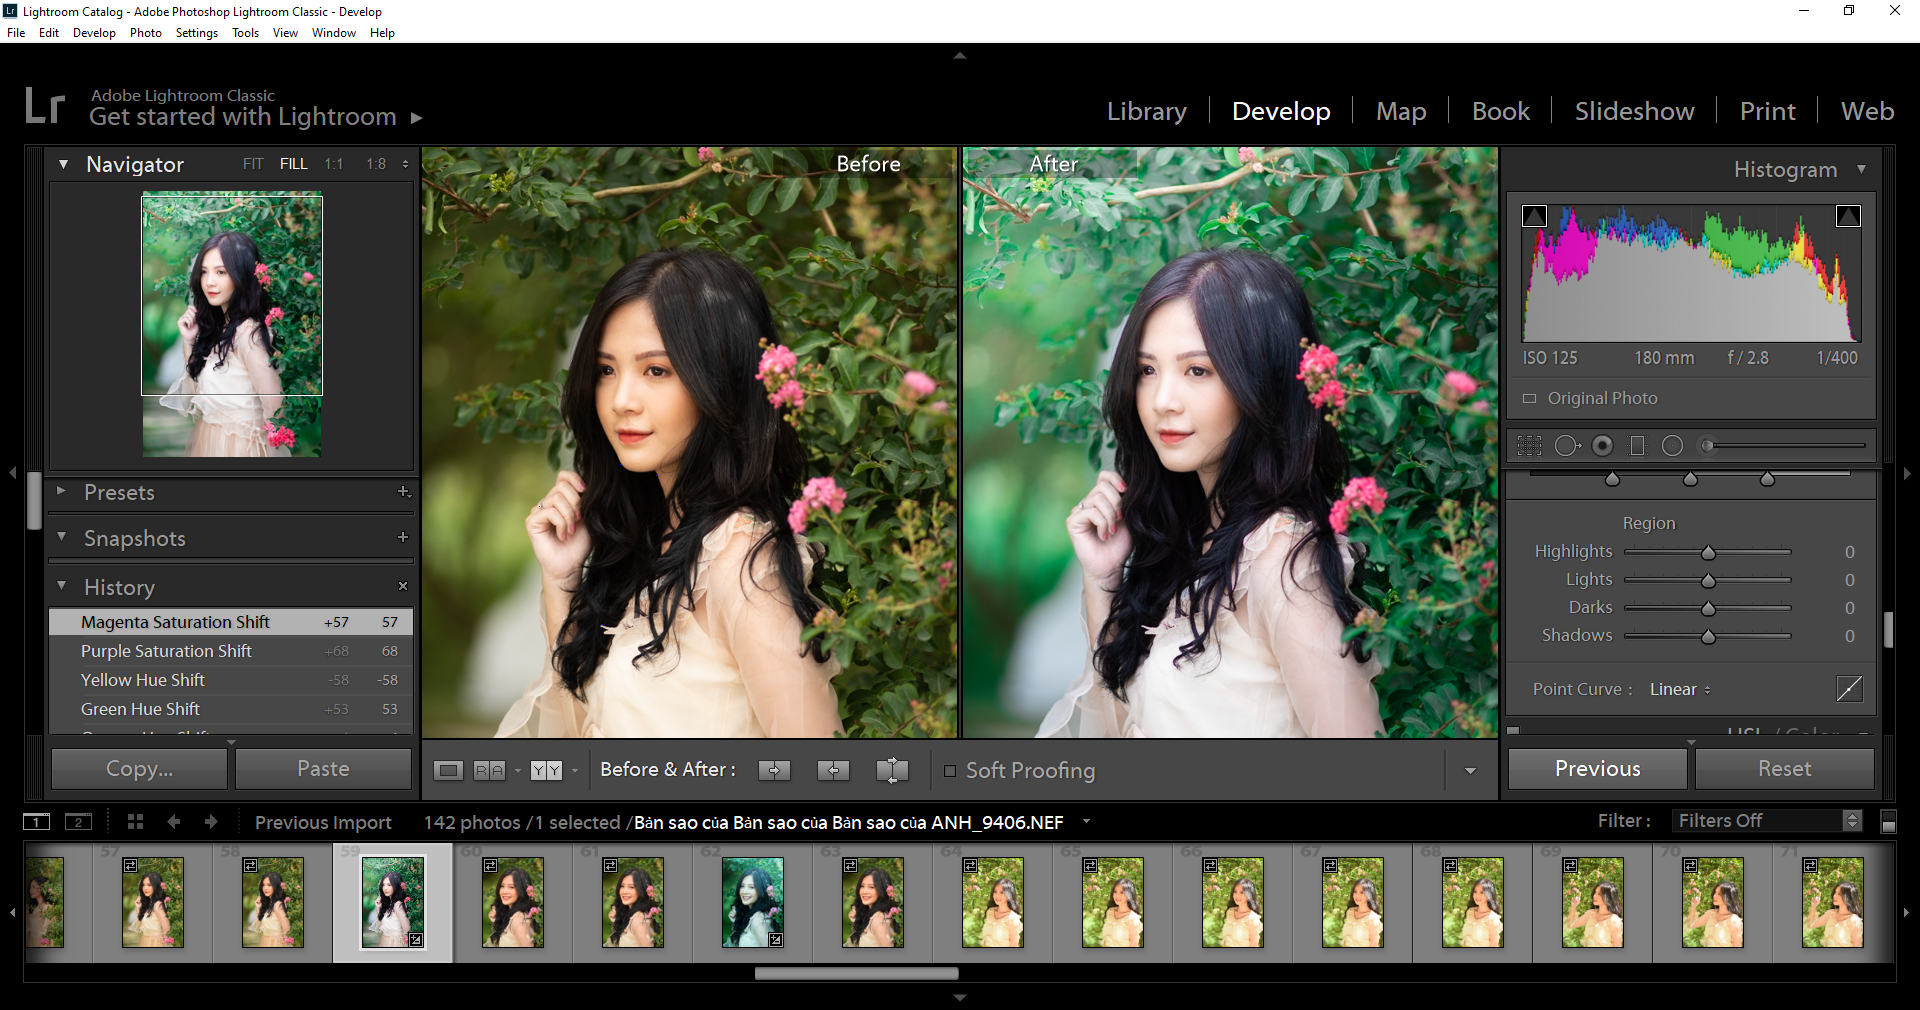 Lightroom Catalog - Adobe Photoshop Lightroom Classic - Develop
File Edit Develop Photo Settings Tools View Window Help
Lr
Adobe Lightroom Classic
Get started with Lightroom
Library Develop Map Book Slideshow Print Web
Navigator FIT FILL 1:1 1:8
Before
After
Histogram
ISO 125 180 mm f / 2.8 1/400
Original Photo
Presets
Snapshots
History
Magenta Saturation Shift +57 57
Purple Saturation Shift +68 68
Yellow Hue Shift -58 -58
Green Hue Shift +53 53
Region
Highlights 0
Lights 0
Darks 0
Shadows 0
Point Curve : Linear
HSL / Color
Copy... Paste
R A Y Y Before & After : Soft Proofing
Previous Reset
1 2 Previous Import 142 photos /1 selected /Bản sao của Bản sao của Bản sao của ANH_9406.NEF
Filter : Filters Off
57 58 59 60 61 62 63 64 65 66 67 68 69 70 71